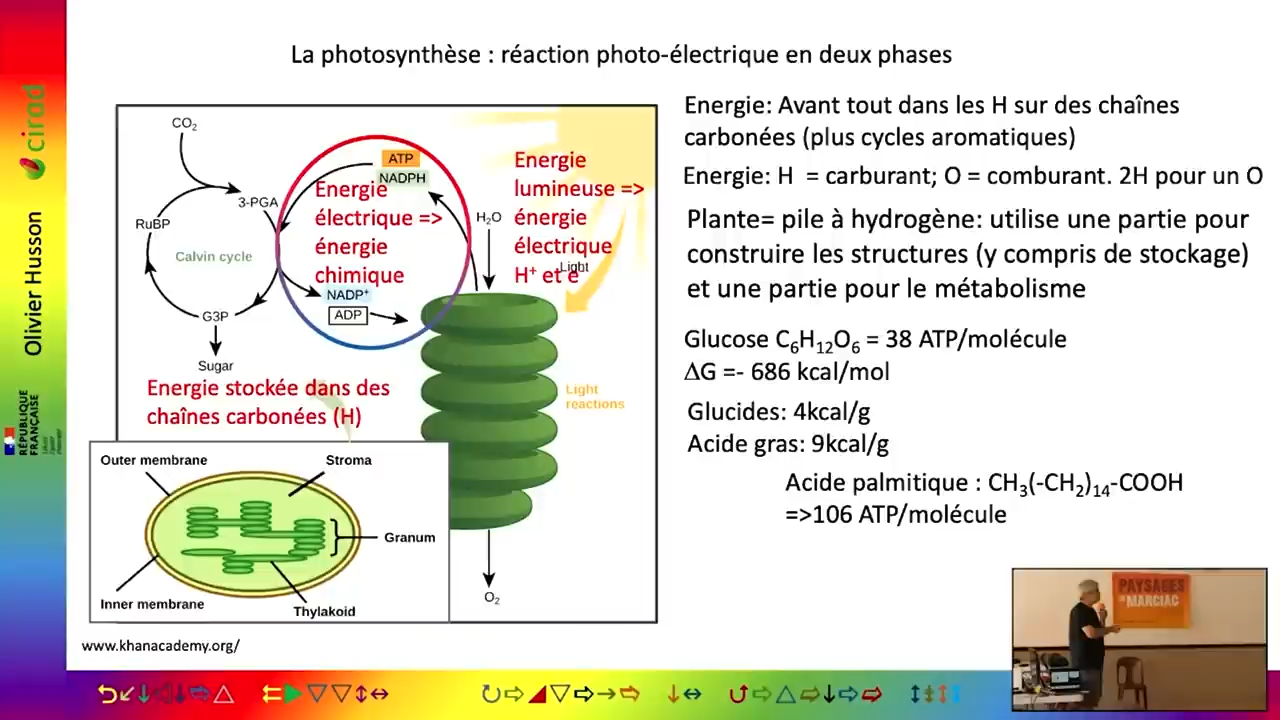 La photosynthèse : réaction photo-électrique en deux phases
cirad
Olivier Husson
RÉPUBLIQUE
FRANÇAISE
CO2
ATP
NADPH
3-PGA
RuBP
Calvin cycle
H2O
Energie
électrique =>
énergie
chimique
Energie
lumineuse =>
énergie
électrique
H+ et e-
Light
NADP+
ADP
G3P
Sugar
Energie stockée dans des
chaînes carbonées (H)
Light
reactions
O2
Outer membrane
Stroma
Granum
Inner membrane
Thylakoid
www.khanacademy.org/
Energie: Avant tout dans les H sur des chaînes
carbonées (plus cycles aromatiques)
Energie: H = carburant; O = comburant. 2H pour un O
Plante= pile à hydrogène: utilise une partie pour
construire les structures (y compris de stockage)
et une partie pour le métabolisme
Glucose C6H12O6 = 38 ATP/molécule
ΔG =- 686 kcal/mol
Glucides: 4kcal/g
Acide gras: 9kcal/g
Acide palmitique : CH3(-CH2)14-COOH
=>106 ATP/molécule
PAYSAGES
MARCIAC